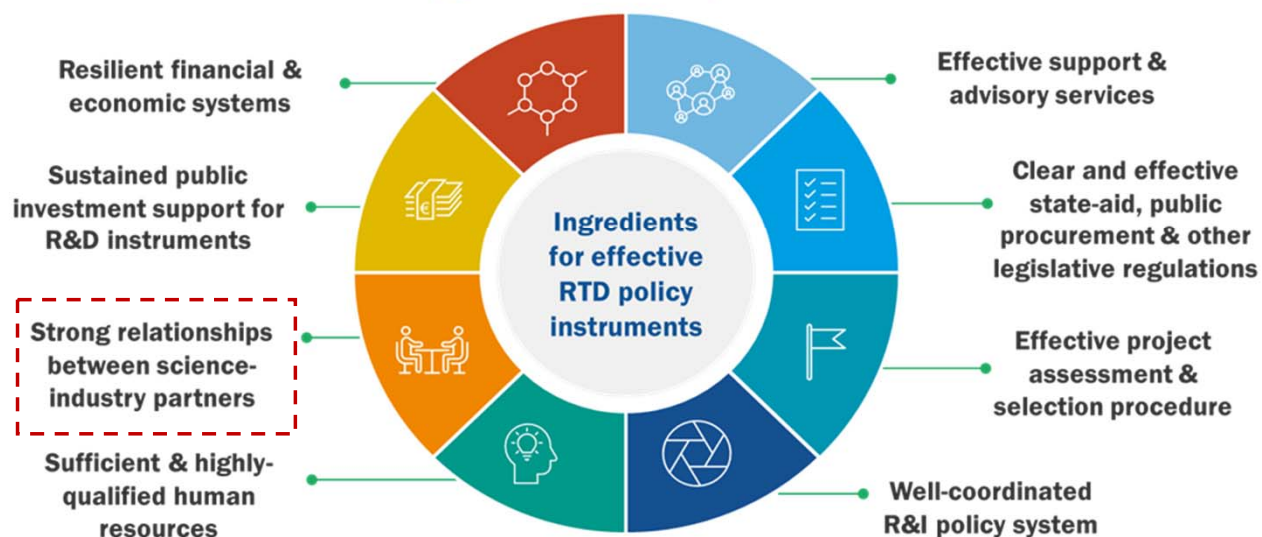 Resilient financial &
economic systems
Sustained public
investment support for
R&D instruments
Strong relationships
between science-
industry partners
Sufficient & highly-
qualified human
resources
Ingredients
for effective
RTD policy
instruments
€
Effective support &
advisory services
Clear and effective
state-aid, public
procurement & other
legislative regulations
Effective project
assessment &
selection procedure
Well-coordinated
R&I policy system